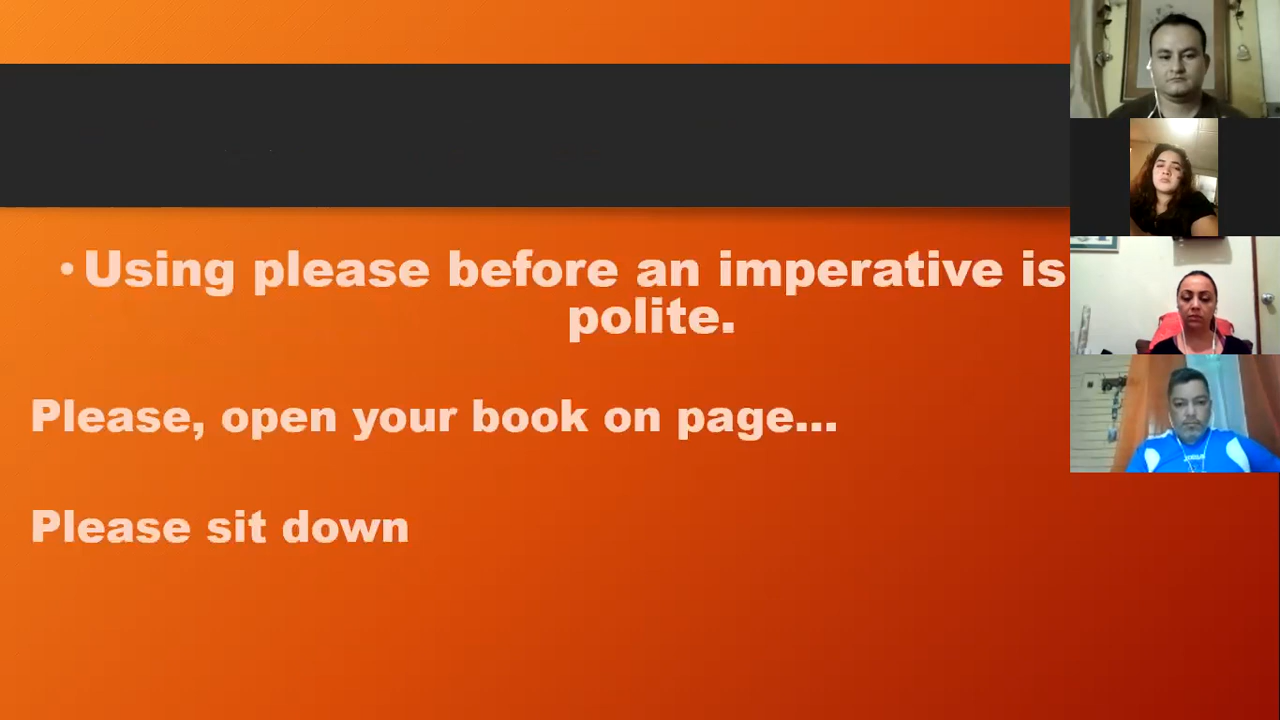 • Using please before an imperative is
polite.
Please, open your book on page...
Please sit down